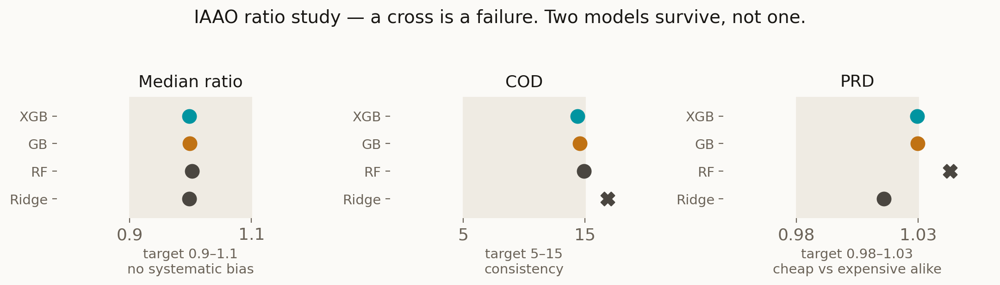 IAAO ratio study — a cross is a failure. Two models survive, not one.
Median ratio
XGB
GB
RF
Ridge
0.9 1.1
target 0.9–1.1
no systematic bias
COD
XGB
GB
RF
Ridge
5 15
target 5–15
consistency
PRD
XGB
GB
RF
Ridge
0.98 1.03
target 0.98–1.03
cheap vs expensive alike